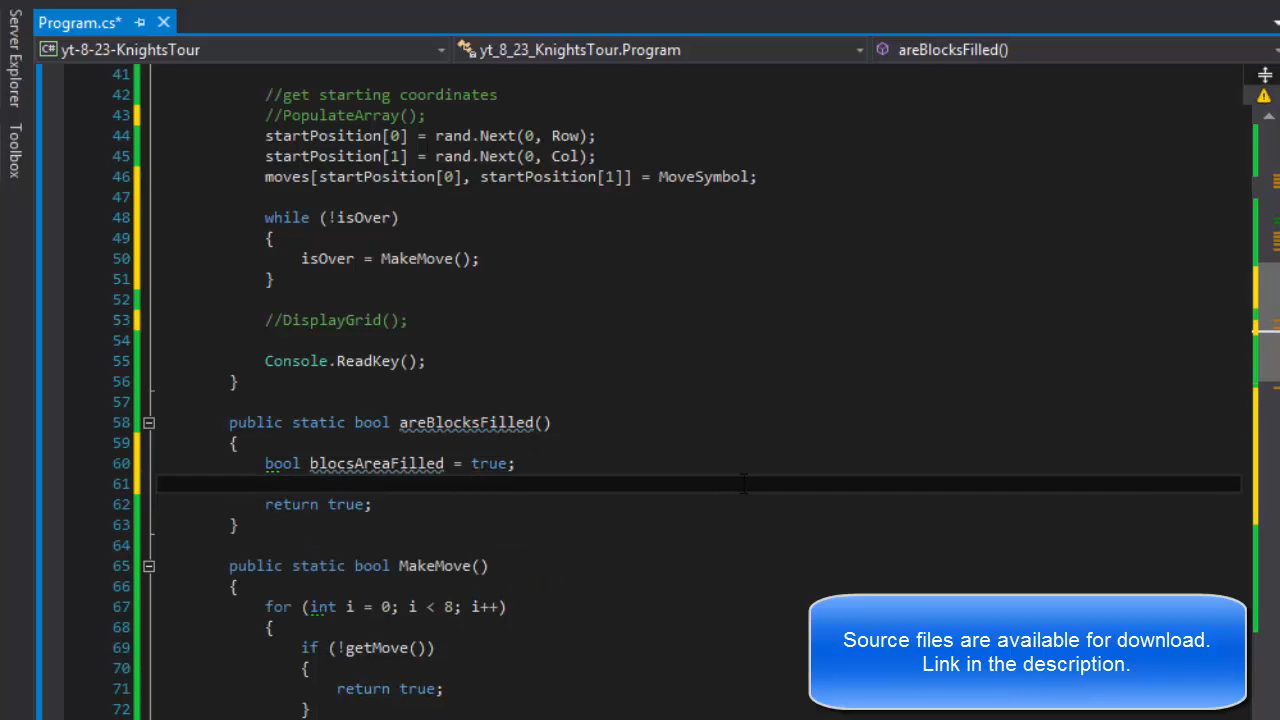 Program.cs*
Server Explorer
Toolbox
C# yt-8-23-KnightsTour
yt_8_23_KnightsTour.Program
areBlocksFilled()
41
42 //get starting coordinates
43 //PopulateArray();
44 startPosition[0] = rand.Next(0, Row);
45 startPosition[1] = rand.Next(0, Col);
46 moves[startPosition[0], startPosition[1]] = MoveSymbol;
47
48 while (!isOver)
49 {
50 isOver = MakeMove();
51 }
52
53 //DisplayGrid();
54
55 Console.ReadKey();
56 }
57
58 public static bool areBlocksFilled()
59 {
60 bool blocsAreaFilled = true;
61
62 return true;
63 }
64
65 public static bool MakeMove()
66 {
67 for (int i = 0; i < 8; i++)
68 {
69 if (!getMove())
70 {
71 return true;
72 }
Source files are available for download.
Link in the description.